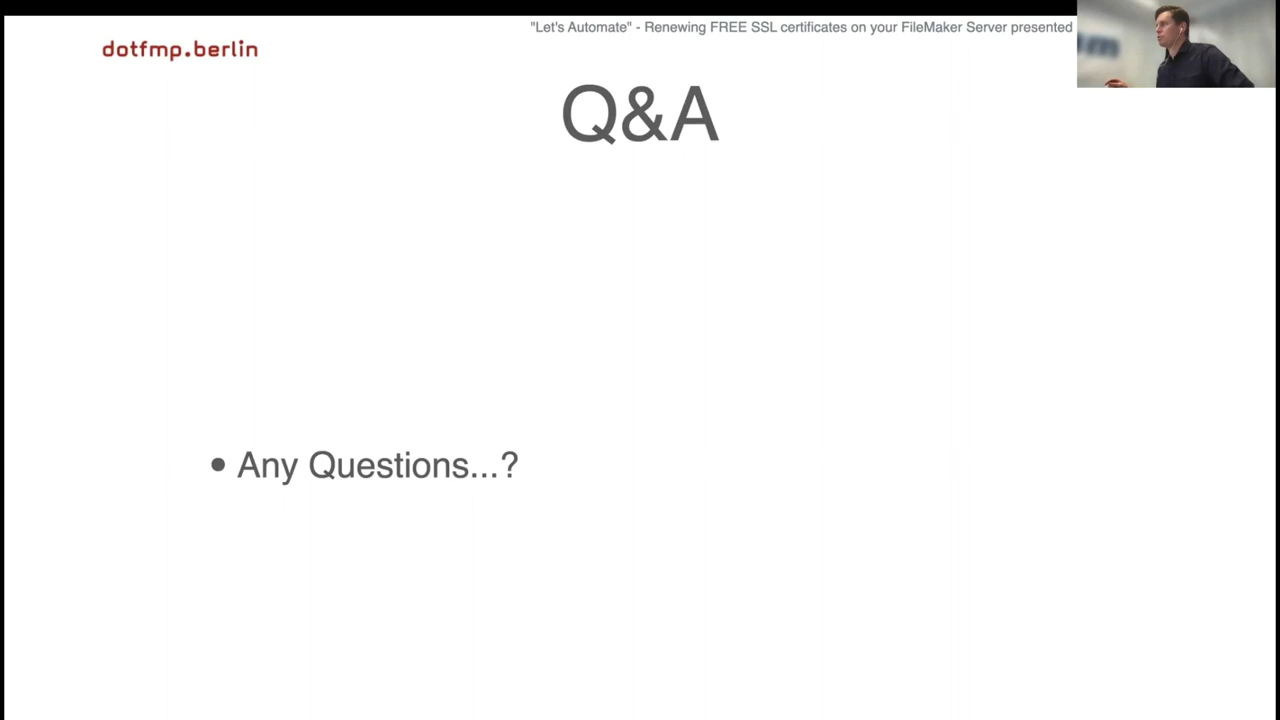 "Let's Automate" - Renewing FREE SSL certificates on your FileMaker Server presented
dotfmp.berlin
Q&A
• Any Questions...?